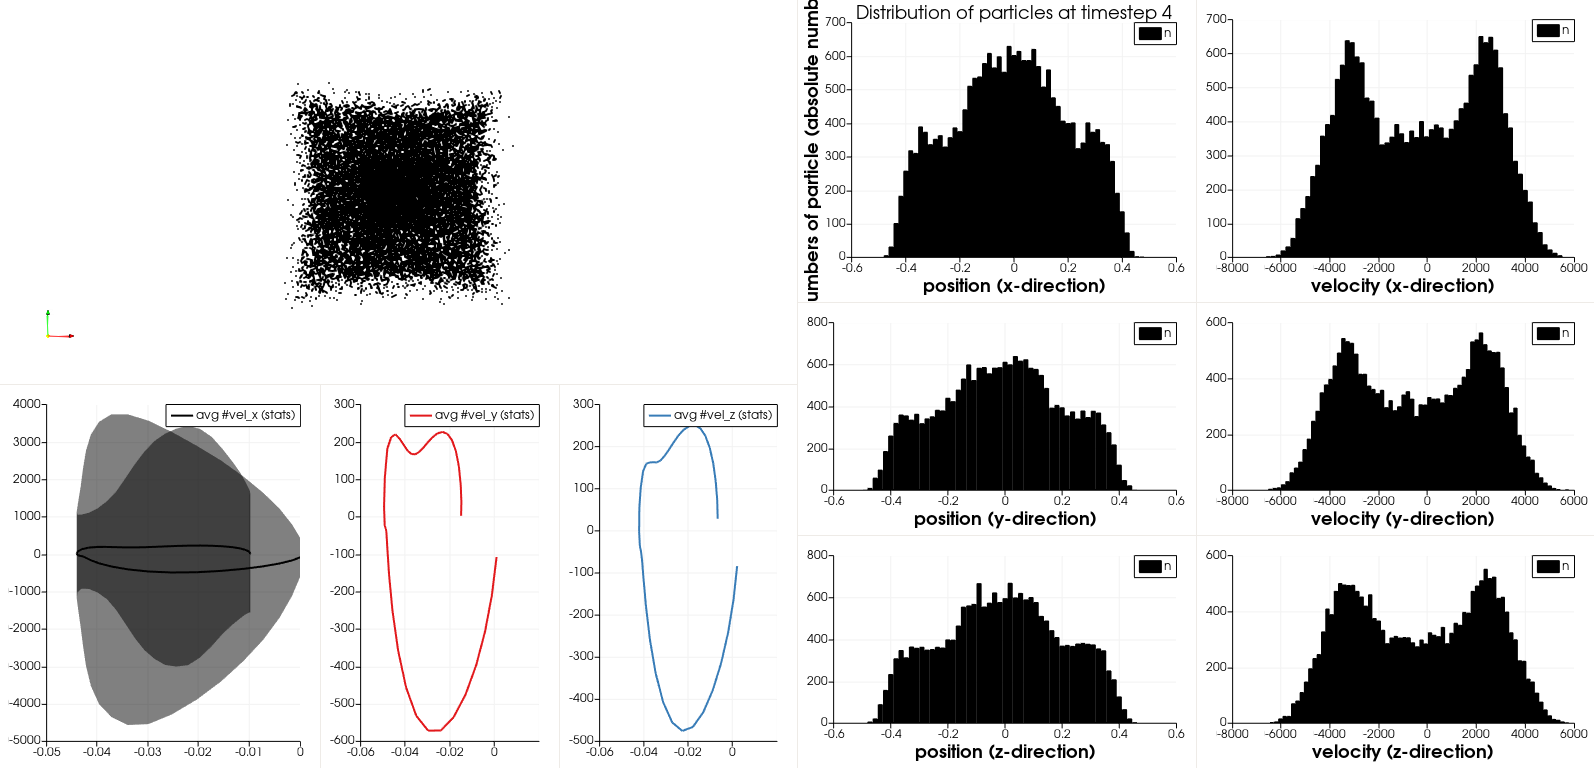 Distribution of particles at timestep 4
umbers of particle (absolute numb
700
600
500
400
300
200
100
0
-0.6 -0.4 -0.2 0 0.2 0.4 0.6
position (x-direction)
n
700
600
500
400
300
200
100
0
-8000 -6000 -4000 -2000 0 2000 4000 6000
velocity (x-direction)
n
800
600
400
200
0
-0.6 -0.4 -0.2 0 0.2 0.4 0.6
position (y-direction)
n
600
400
200
0
-8000 -6000 -4000 -2000 0 2000 4000 6000
velocity (y-direction)
n
800
600
400
200
0
-0.6 -0.4 -0.2 0 0.2 0.4 0.6
position (z-direction)
n
600
400
200
0
-8000 -6000 -4000 -2000 0 2000 4000 6000
velocity (z-direction)
n
avg #vel_x (stats)
4000
3000
2000
1000
0
-1000
-2000
-3000
-4000
-5000
-0.05 -0.04 -0.03 -0.02 -0.01 0
avg #vel_y (stats)
300
200
100
0
-100
-200
-300
-400
-500
-600
-0.06 -0.04 -0.02 0
avg #vel_z (stats)
300
200
100
0
-100
-200
-300
-400
-500
-0.06 -0.04 -0.02 0